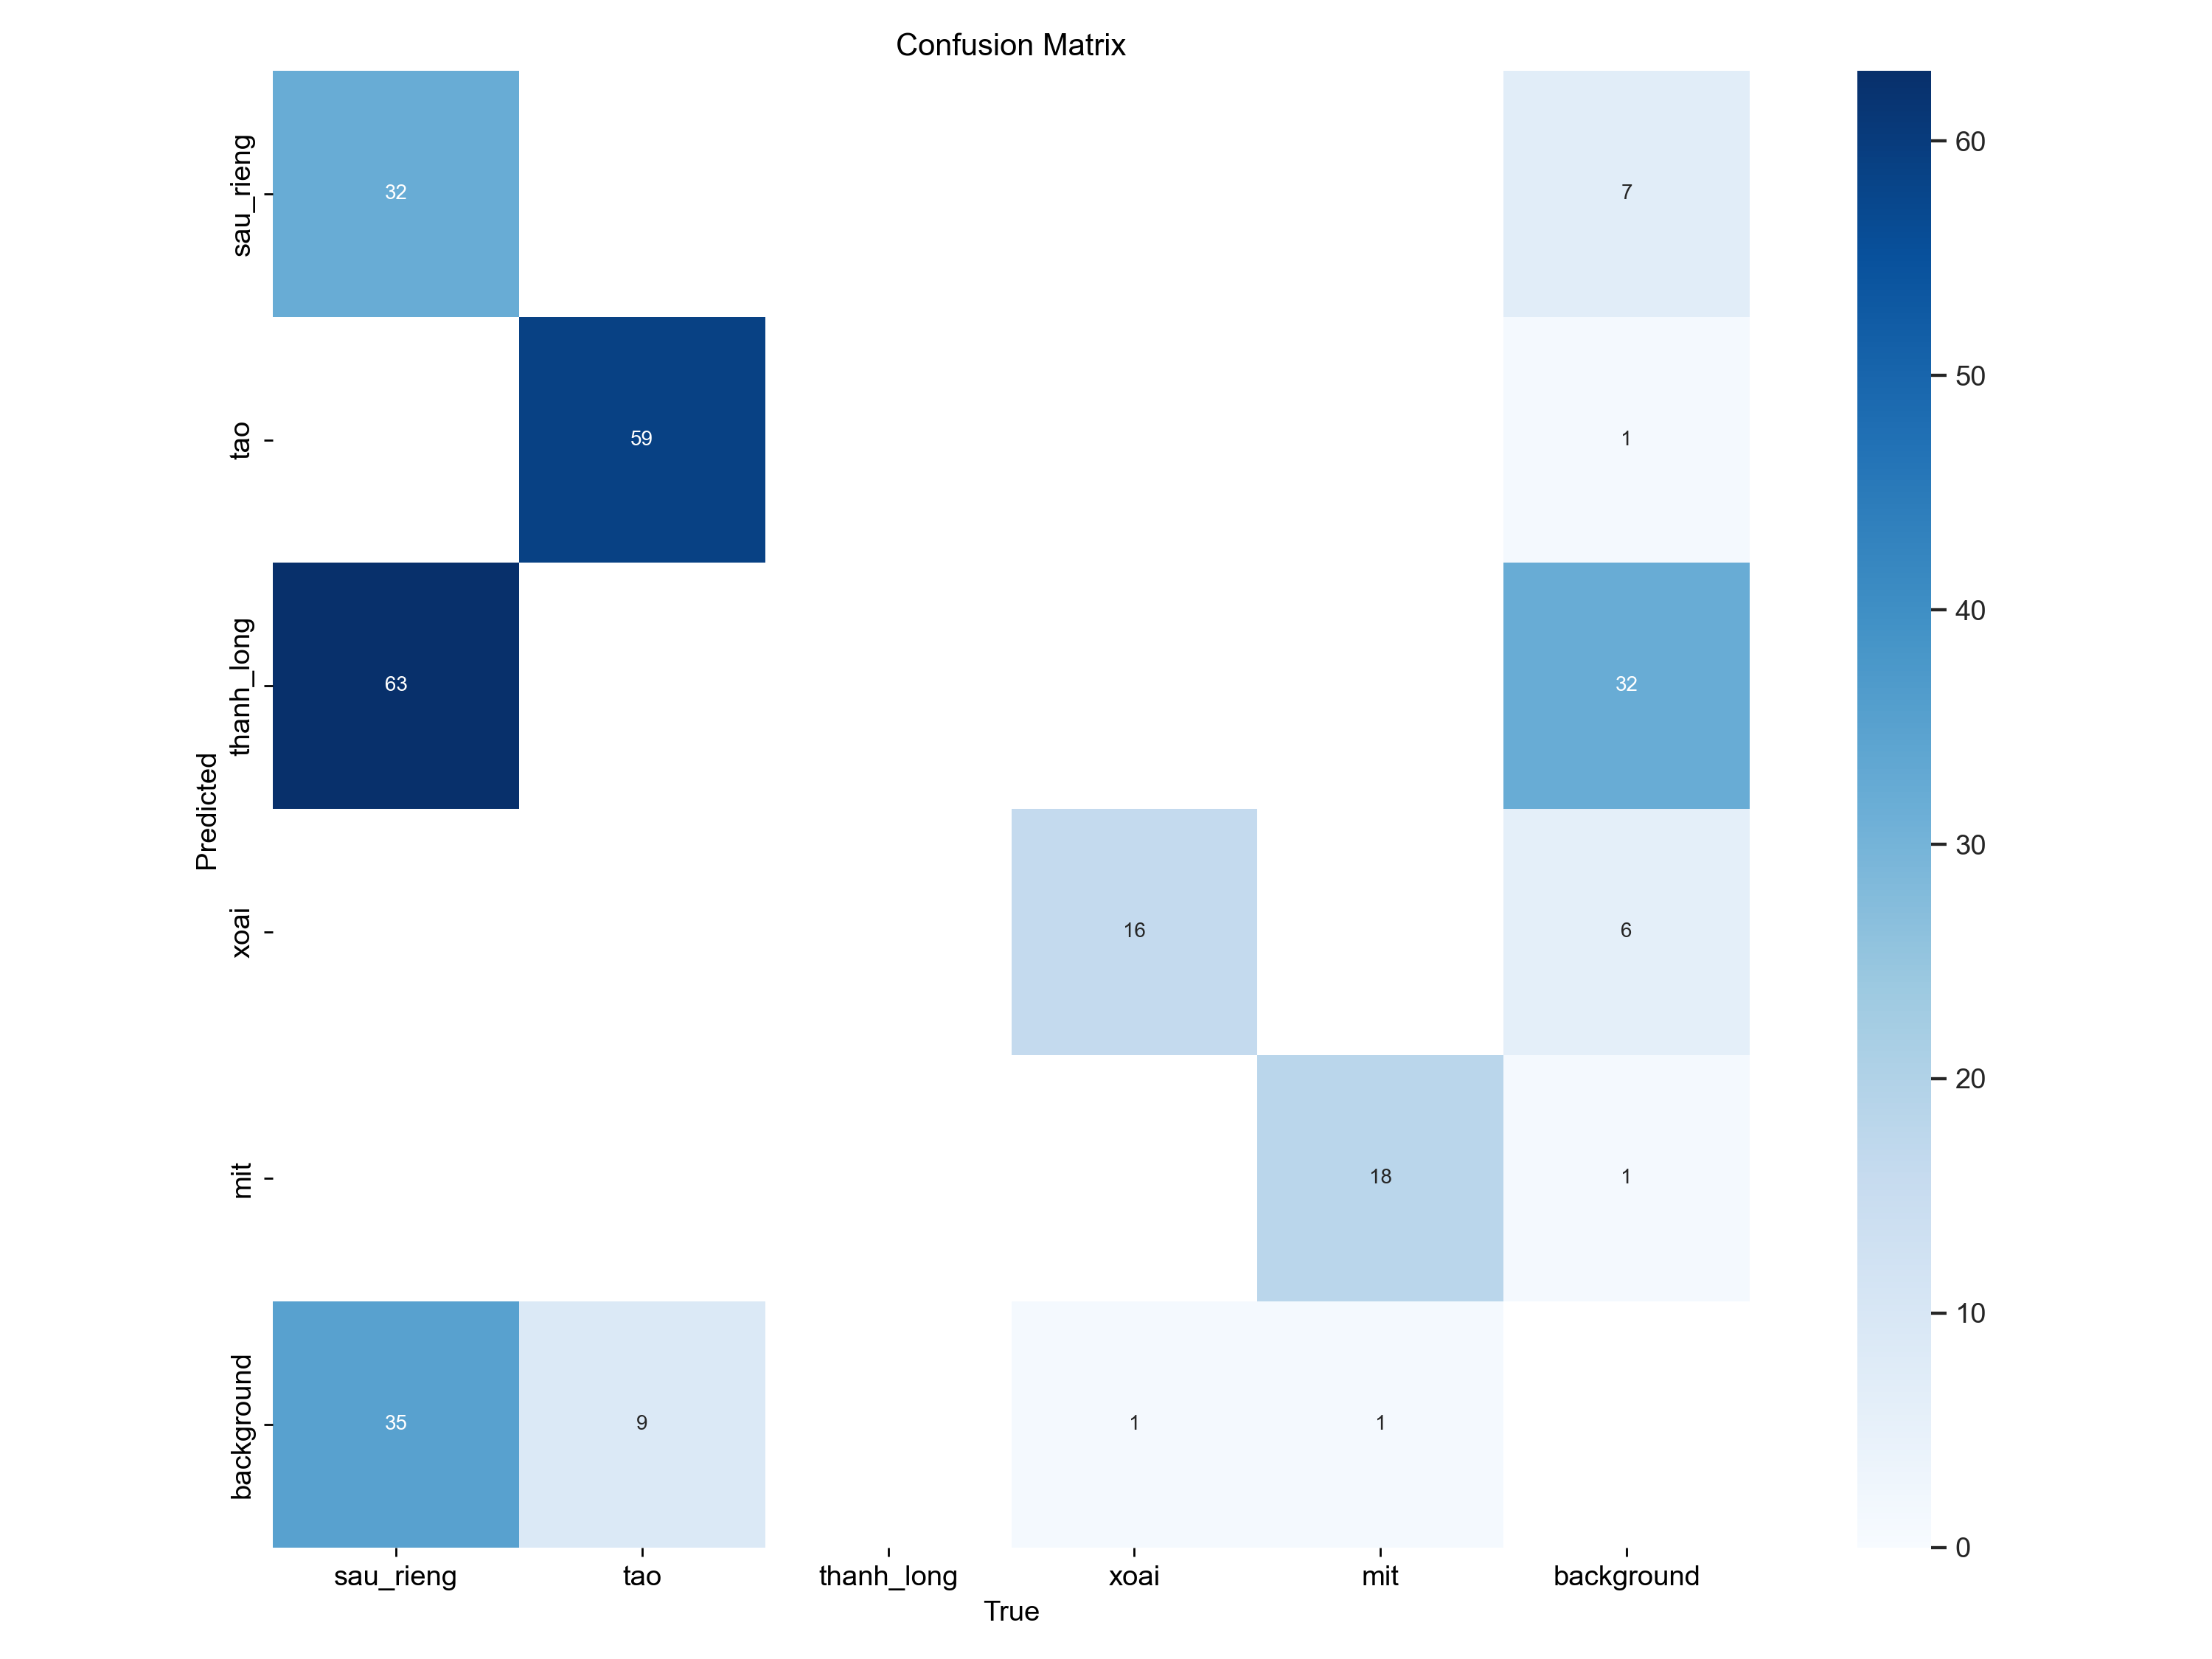 Confusion Matrix
sau_rieng
32
7
60
tao
59
1
50
thanh_long
63
32
40
Predicted
30
xoai
16
6
20
mit
18
1
10
background
35
9
1
1
0
sau_rieng
tao
thanh_long
xoai
mit
background
True